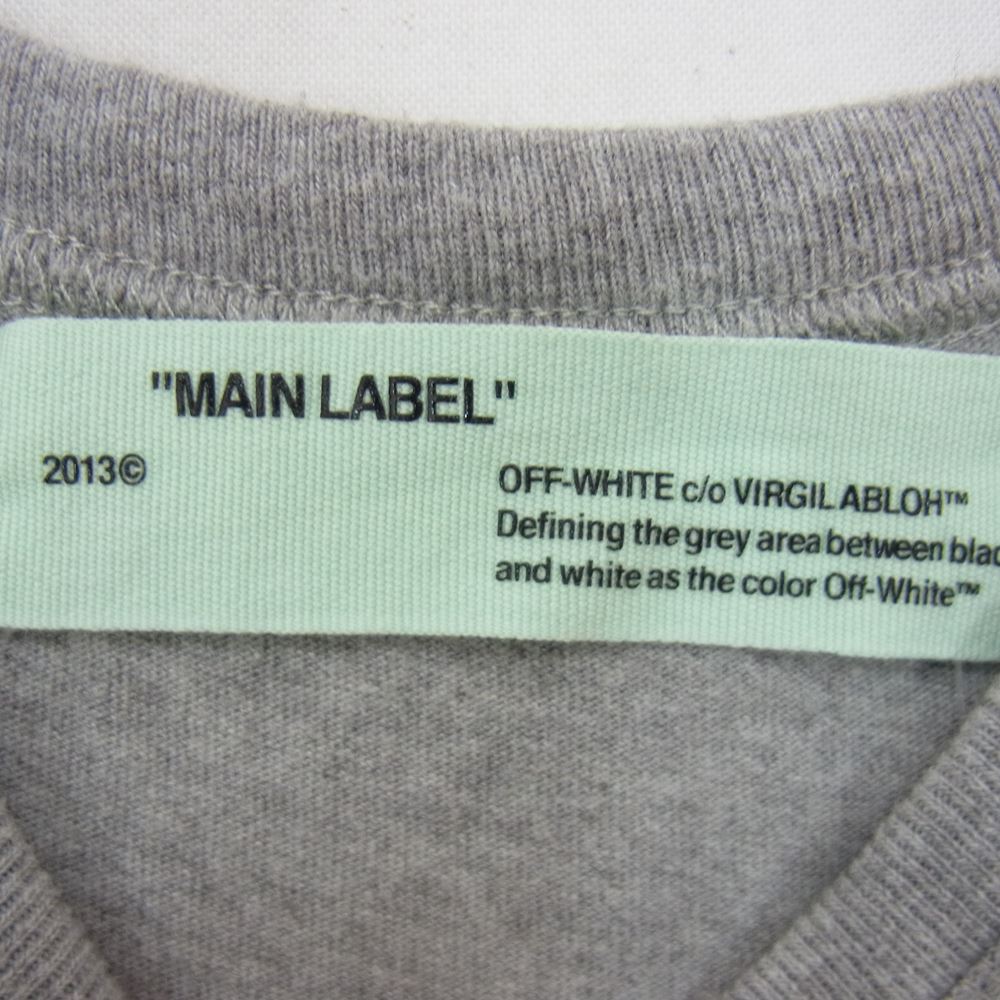 "MAIN LABEL"
2013©
OFF-WHITE c/o VIRGIL ABLOH™
Defining the grey area between
and white as the color Off-White™